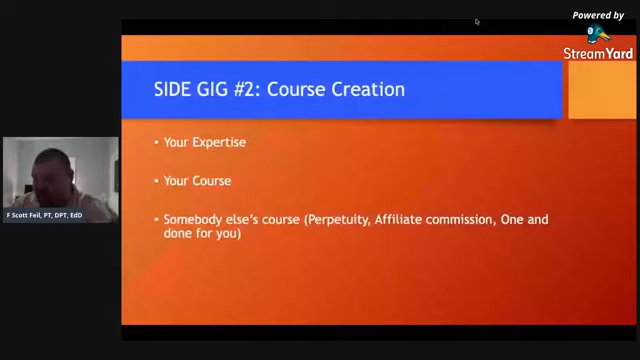 Powered by
StreamYard
SIDE GIG #2: Course Creation
• Your Expertise
• Your Course
• Somebody else's course (Perpetuity, Affiliate commission, One and
done for you)
F Scott Feil, PT, DPT, EdD